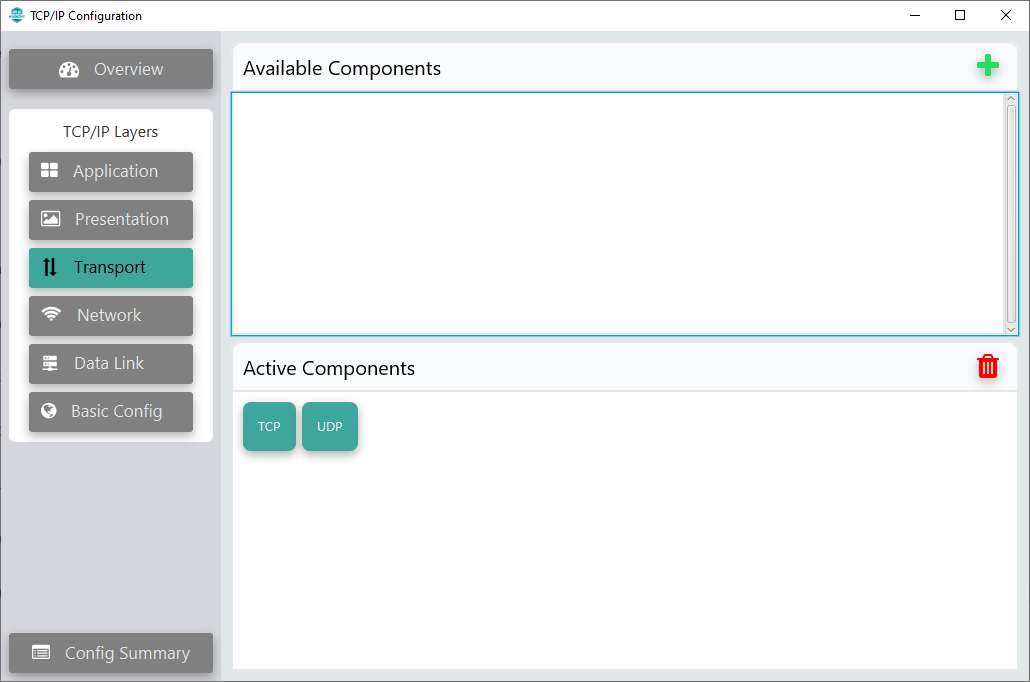 TCP/IP Configuration
Overview
TCP/IP Layers
Application
Presentation
Transport
Network
Data Link
Basic Config
Config Summary
Available Components
Active Components
TCP
UDP